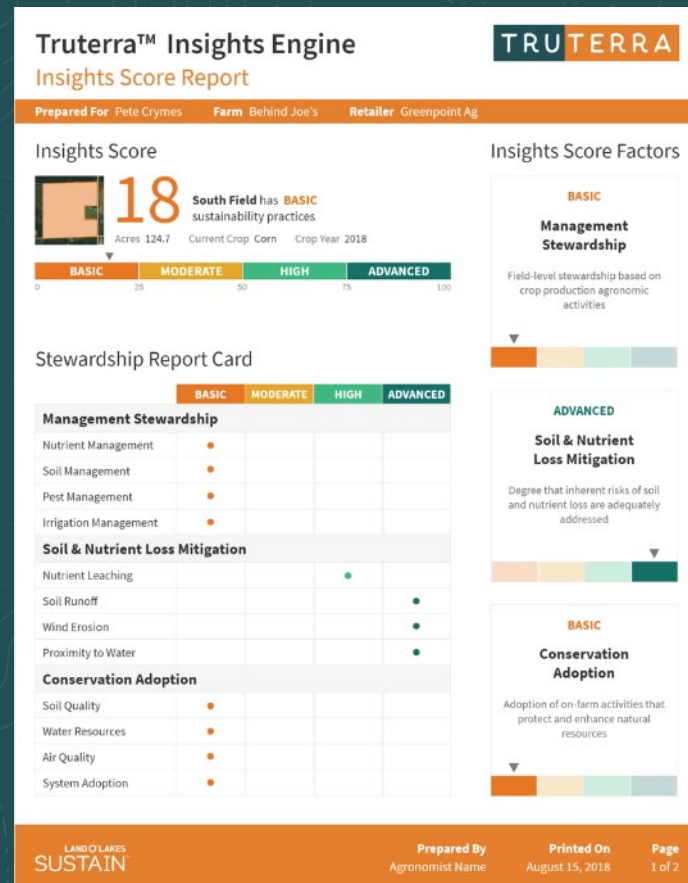 Truterra™ Insights Engine
Insights Score Report
TRUTERRA
Prepared For Pete Crymes Farm Behind Joe's Retailer Greenpoint Ag
Insights Score
18
South Field has BASIC
sustainability practices
Acres 124.7 Current Crop Corn Crop Year 2018
BASIC MODERATE HIGH ADVANCED
0 25 50 75 100
Stewardship Report Card
BASIC MODERATE HIGH ADVANCED
Management Stewardship
Nutrient Management
Soil Management
Pest Management
Irrigation Management
Soil & Nutrient Loss Mitigation
Nutrient Leaching
Soil Runoff
Wind Erosion
Proximity to Water
Conservation Adoption
Soil Quality
Water Resources
Air Quality
System Adoption
Insights Score Factors
BASIC
Management
Stewardship
Field-level stewardship based on
crop production agronomic
activities
ADVANCED
Soil & Nutrient
Loss Mitigation
Degree that inherent risks of soil
and nutrient loss are adequately
addressed
BASIC
Conservation
Adoption
Adoption of on-farm activities that
protect and enhance natural
resources
LAND O'LAKES
SUSTAIN
Prepared By
Agronomist Name
Printed On
August 15, 2018
Page
1 of 2